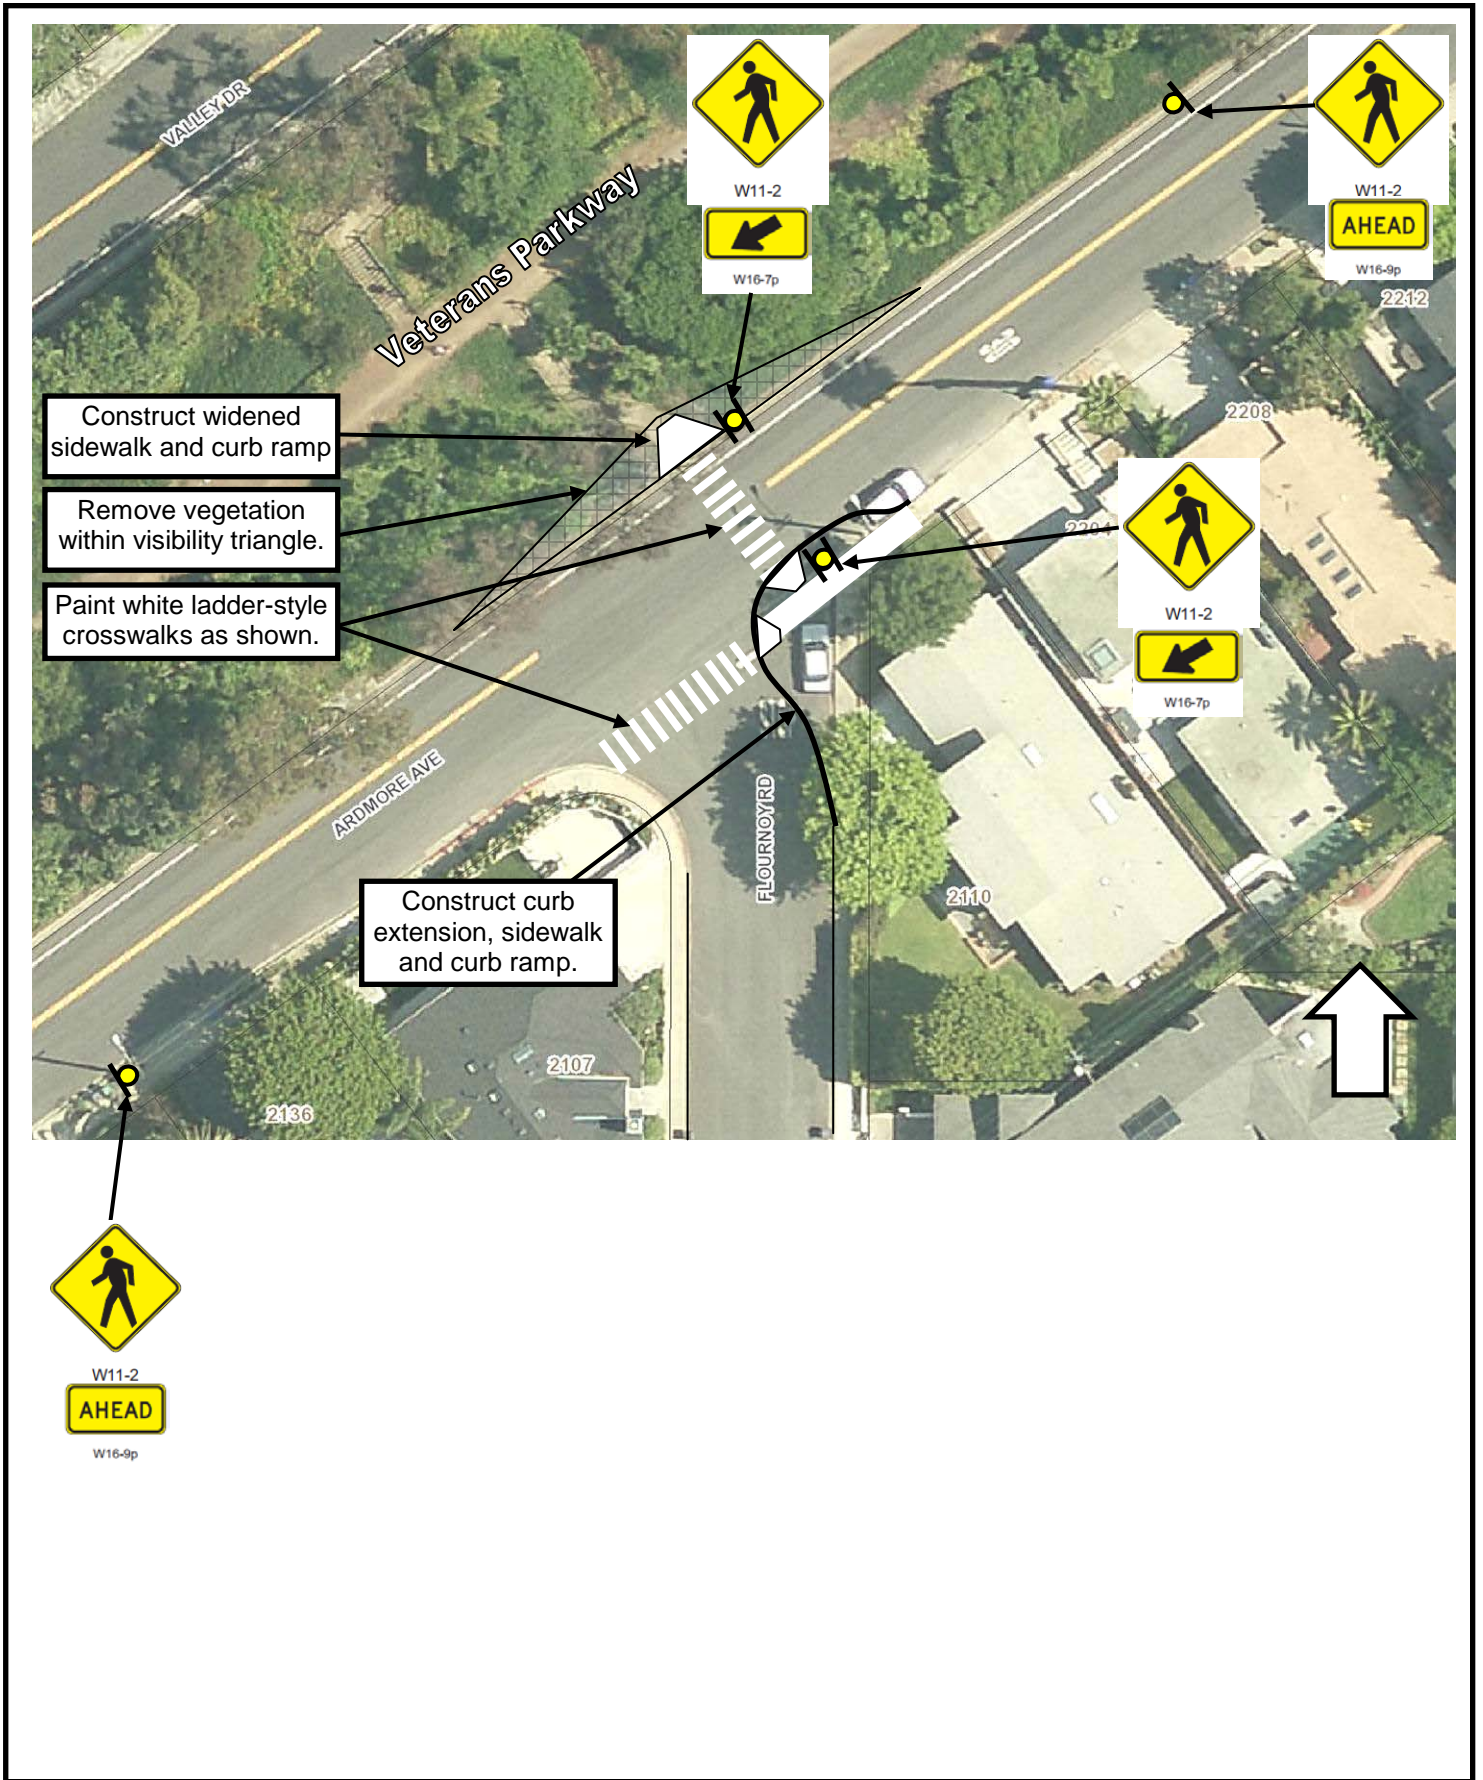 VALLEY DR
W11-2
W16-7p
W11-2
AHEAD
W16-9p
2212
Veterans Parkway
Construct widened
sidewalk and curb ramp
Remove vegetation
within visibility triangle.
Paint white ladder-style
crosswalks as shown.
2208
2204
W11-2
W16-7p
ARDMORE AVE
FLOURNOY RD
Construct curb
extension, sidewalk
and curb ramp.
2110
2107
2136
W11-2
AHEAD
W16-9p